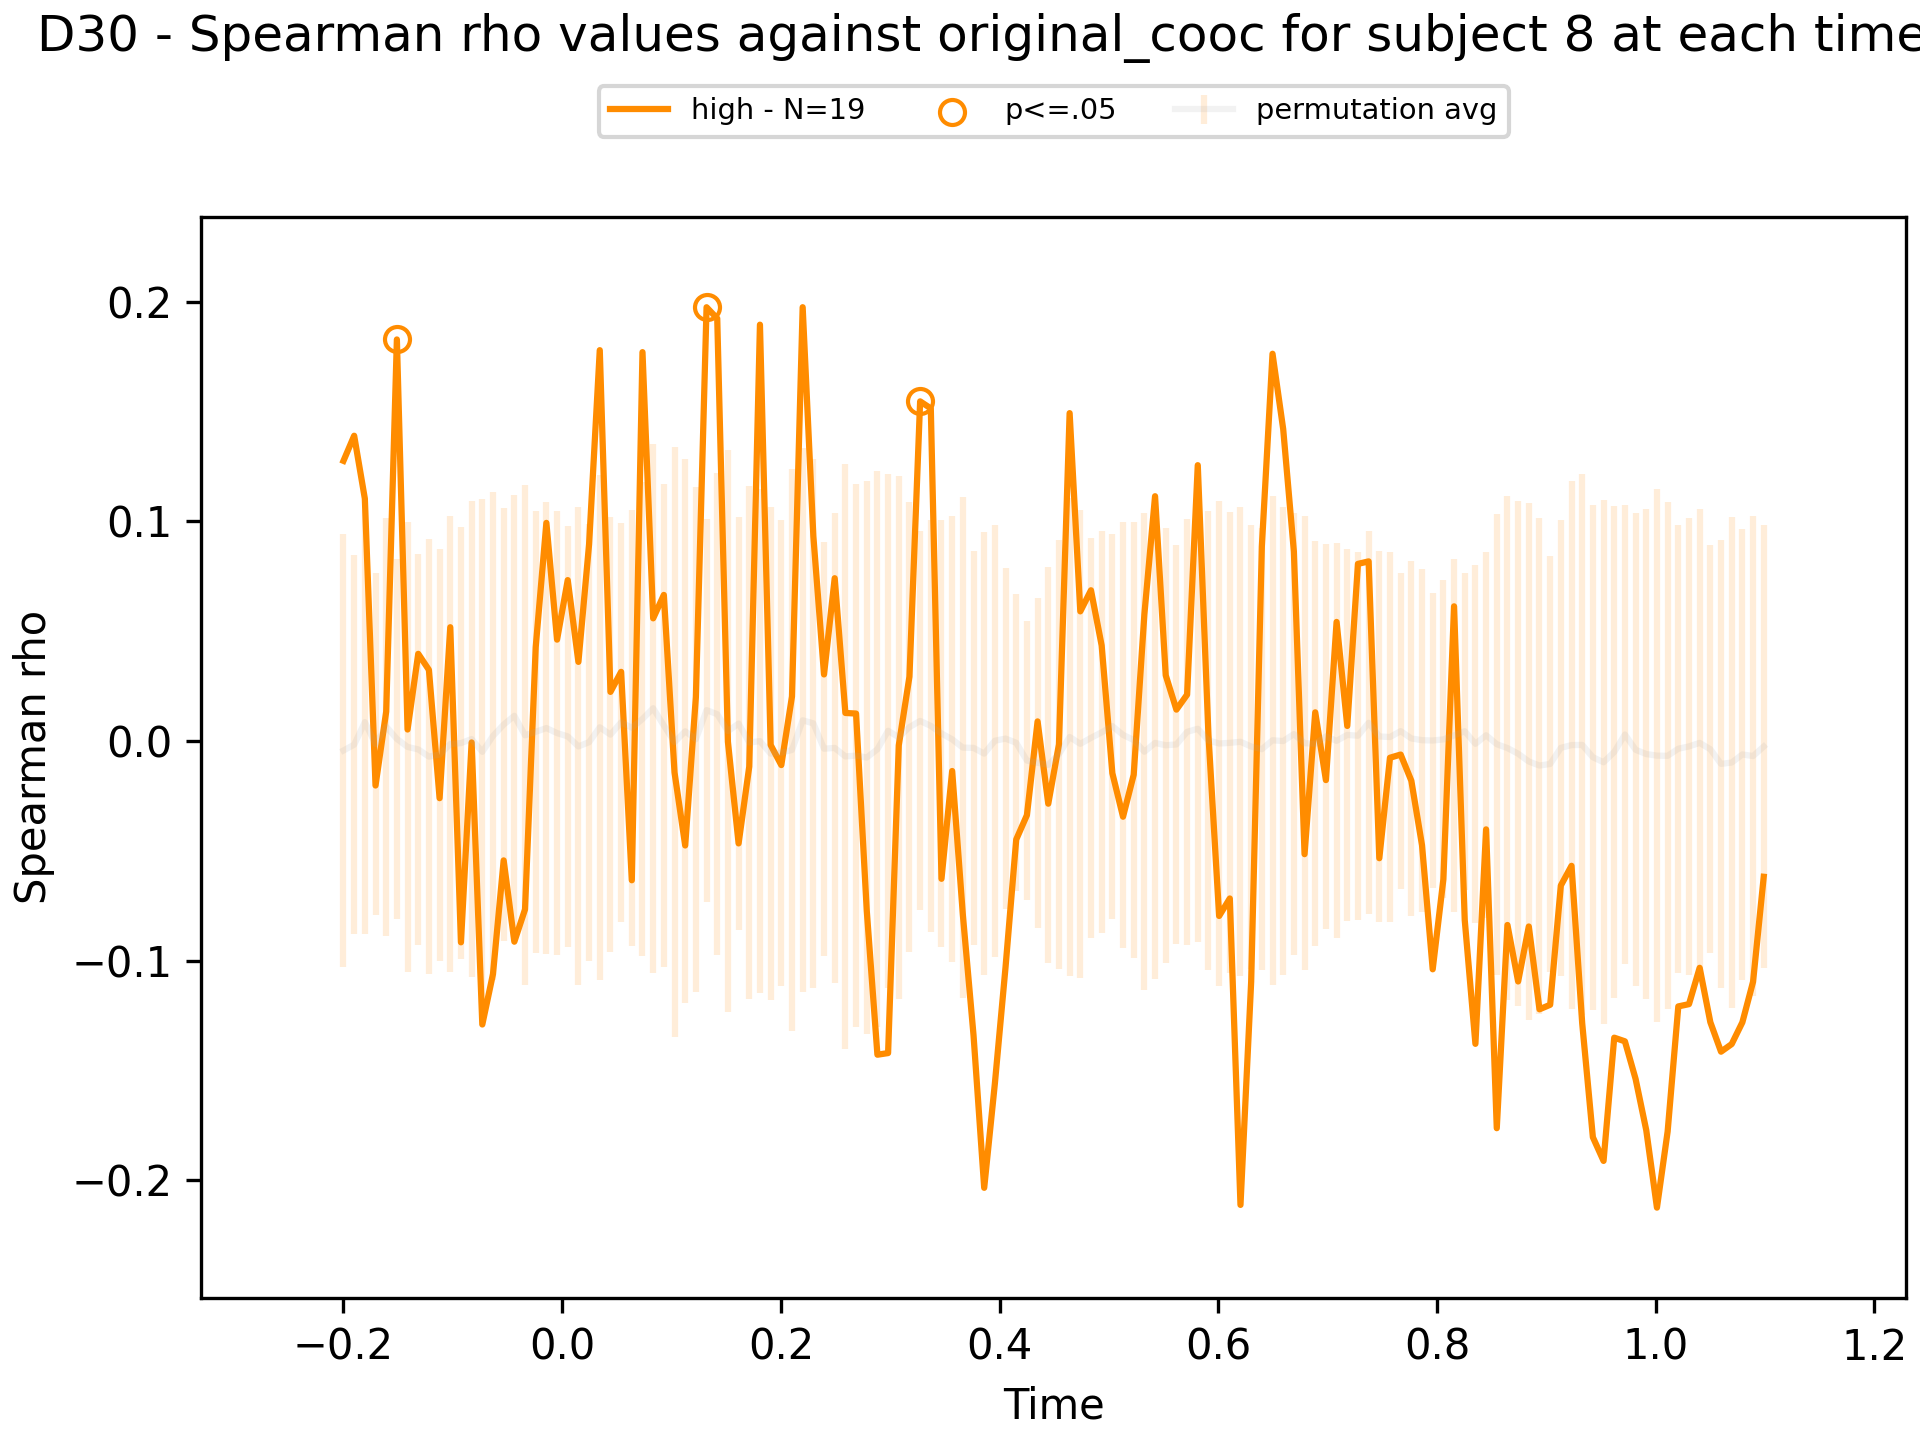 D30 - Spearman rho values against original_cooc for subject 8 at each time
high - N=19 p<=.05 permutation avg
0.2
0.1
0.0
−0.1
−0.2
Spearman rho
−0.2 0.0 0.2 0.4 0.6 0.8 1.0 1.2
Time